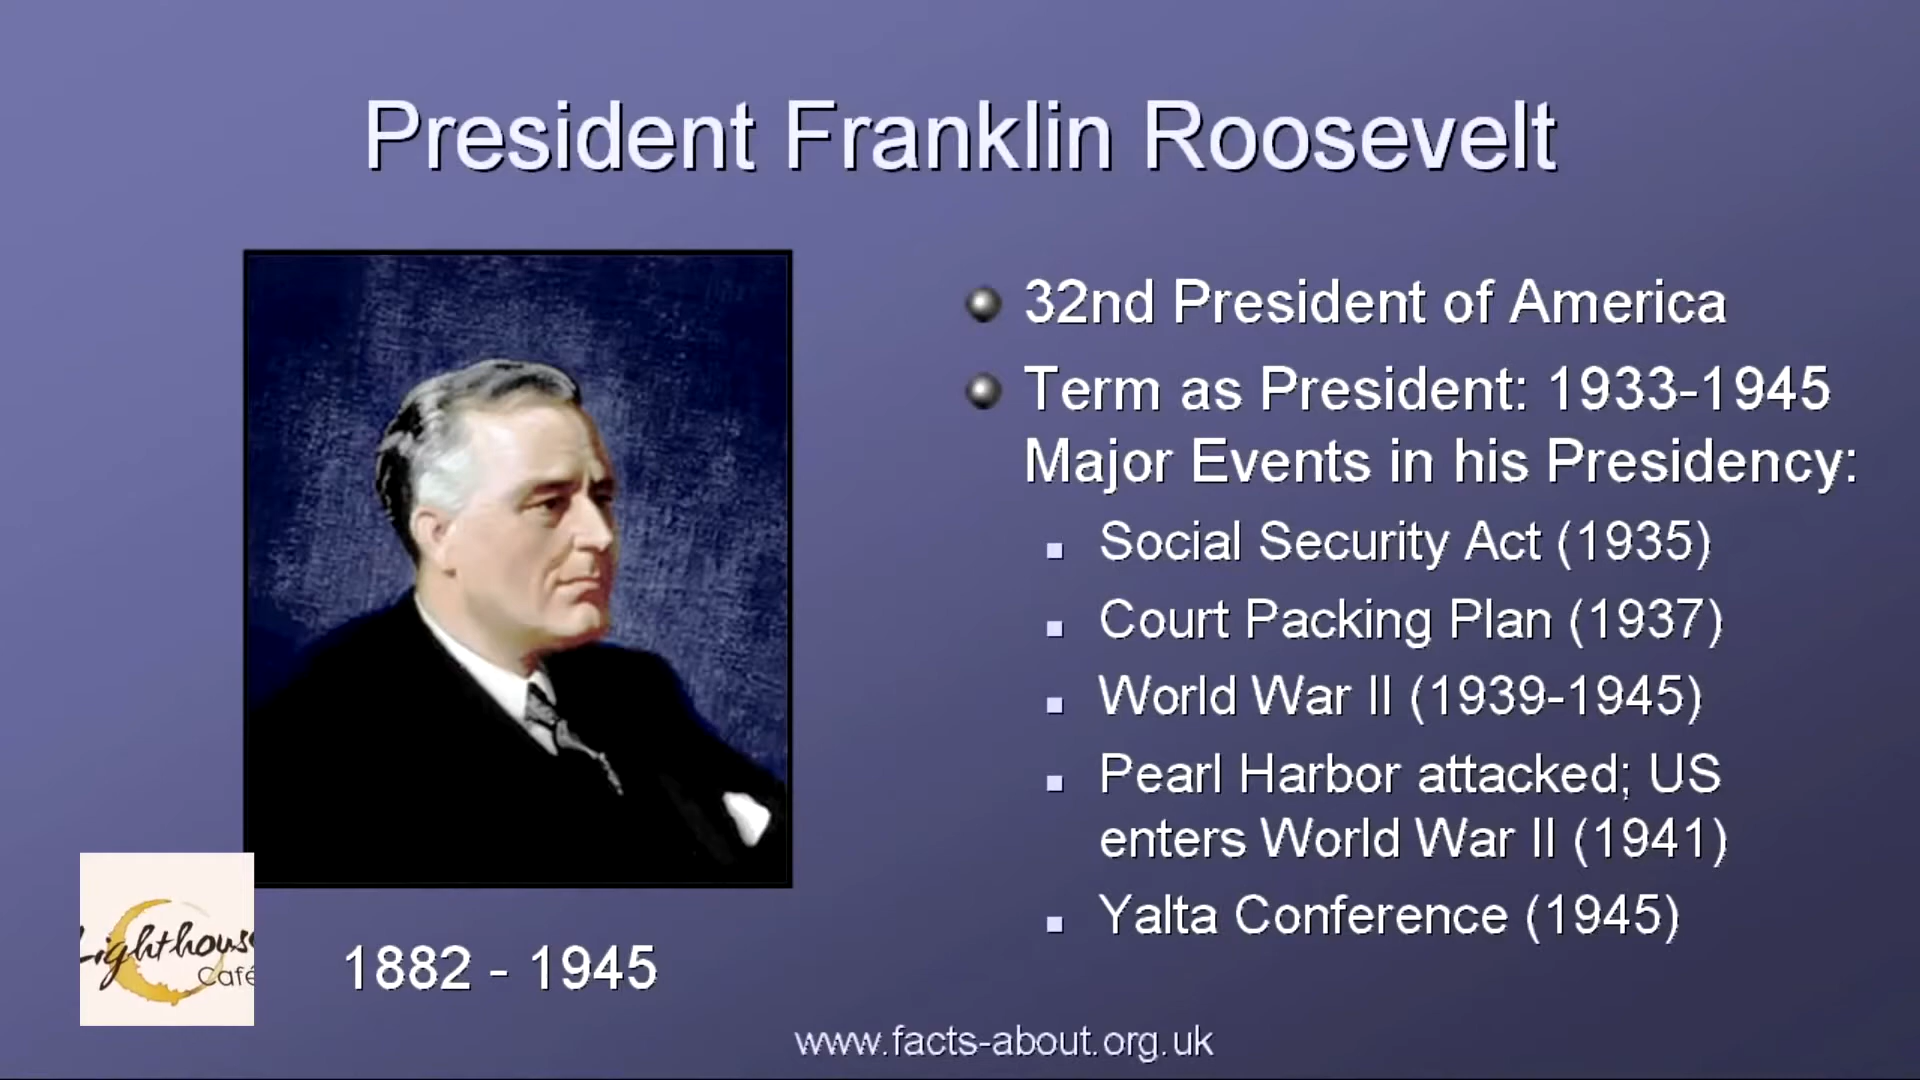 President Franklin Roosevelt
32nd President of America
Term as President: 1933-1945
Major Events in his Presidency:
Social Security Act (1935)
Court Packing Plan (1937)
World War II (1939-1945)
Pearl Harbor attacked; US
enters World War II (1941)
Yalta Conference (1945)
1882 - 1945
Lighthouse
Café
www.facts-about.org.uk